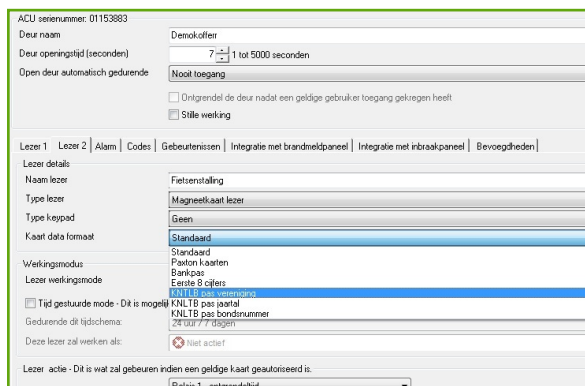 ACU serienummer: 01153883
Deur naam Demokofferr
Deur openingstijd (seconden) 7 1 tot 5000 seconden
Open deur automatisch gedurende Nooit toegang
Ontgrendel de deur nadat een geldige gebruiker toegang gekregen heeft
Stille werking
Lezer 1 Lezer 2 Alarm Codes Gebeurtenissen Integratie met brandmeldpaneel Integratie met inbraakpaneel Bevoegdheden
Lezer details
Naam lezer Fietsenstalling
Type lezer Magneetkaart lezer
Type keypad Geen
Kaart data formaat Standaard
Standaard
Paxton kaarten
Bankpas
Eerste 8 cijfers
KNTLB pas vereniging
KNLTB pas jaartal
KNLTB pas bondsnummer
Werkingsmodus
Lezer werkingsmode
Tijd gestuurde mode - Dit is mogelij
Gedurende dit tijdschema: 24 uur / 7 dagen
Deze lezer zal werken als: Niet actief
Lezer actie - Dit is wat zal gebeuren indien een geldige kaart geautoriseerd is.
Relais 1 - ontgrendeltijd